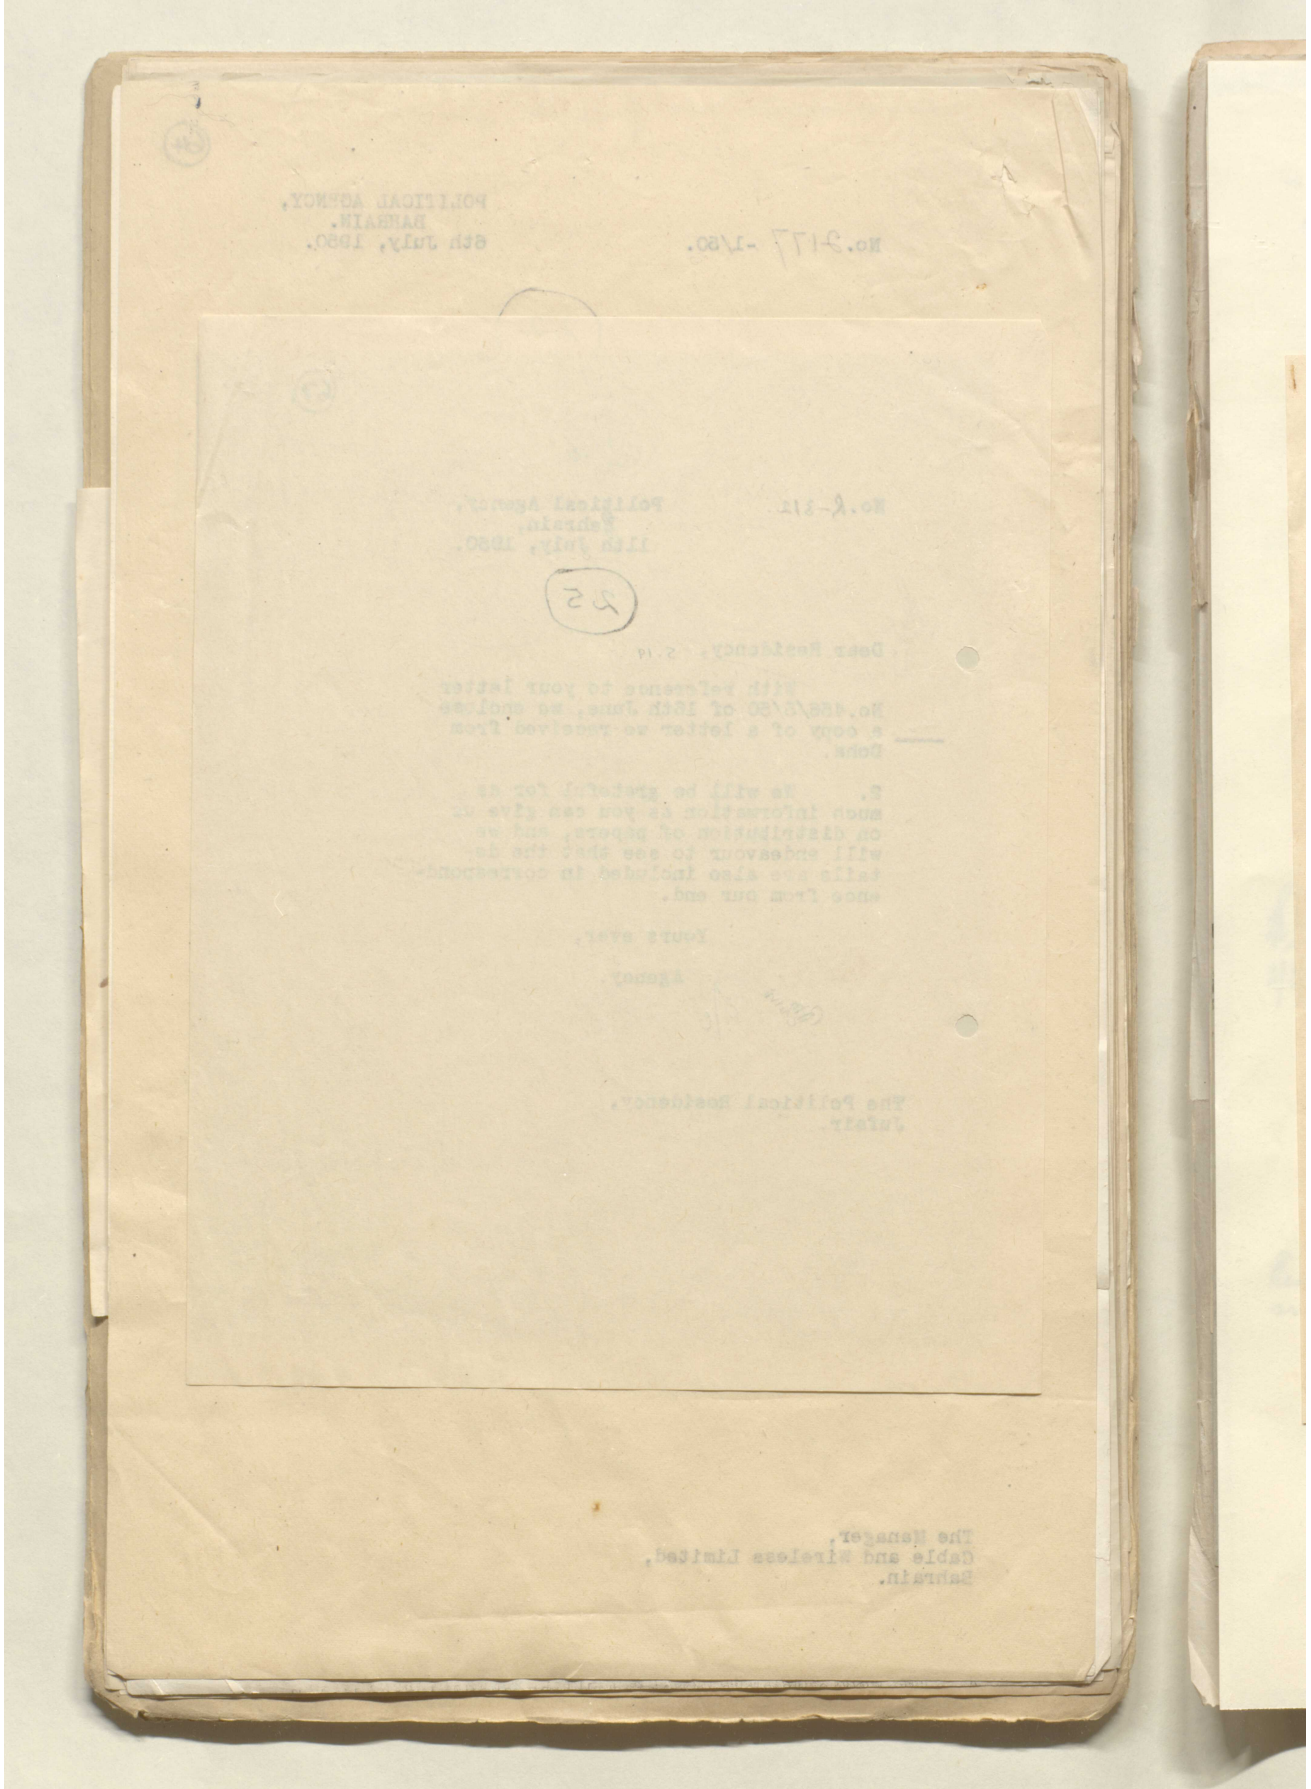 POLITICAL AGENCY,
BAHRAIN.
6th July, 1950.
No.2177 -1/50.
Political Agency,
Bahrain.
11th July, 1950.
25
Dear Residency,
With reference to your letter
of 16th June, we enclose
a copy of a letter we received from
Doha.
2. We will be grateful for as
much information as you can give us
on distribution of papers, and we
will endeavour to see that the de-
tails are also included in correspond-
ence from our end.
Yours ever,
Agency.
The Political Residency,
Jufair.
The Manager,
Cable and Wireless Limited,
Bahrain.